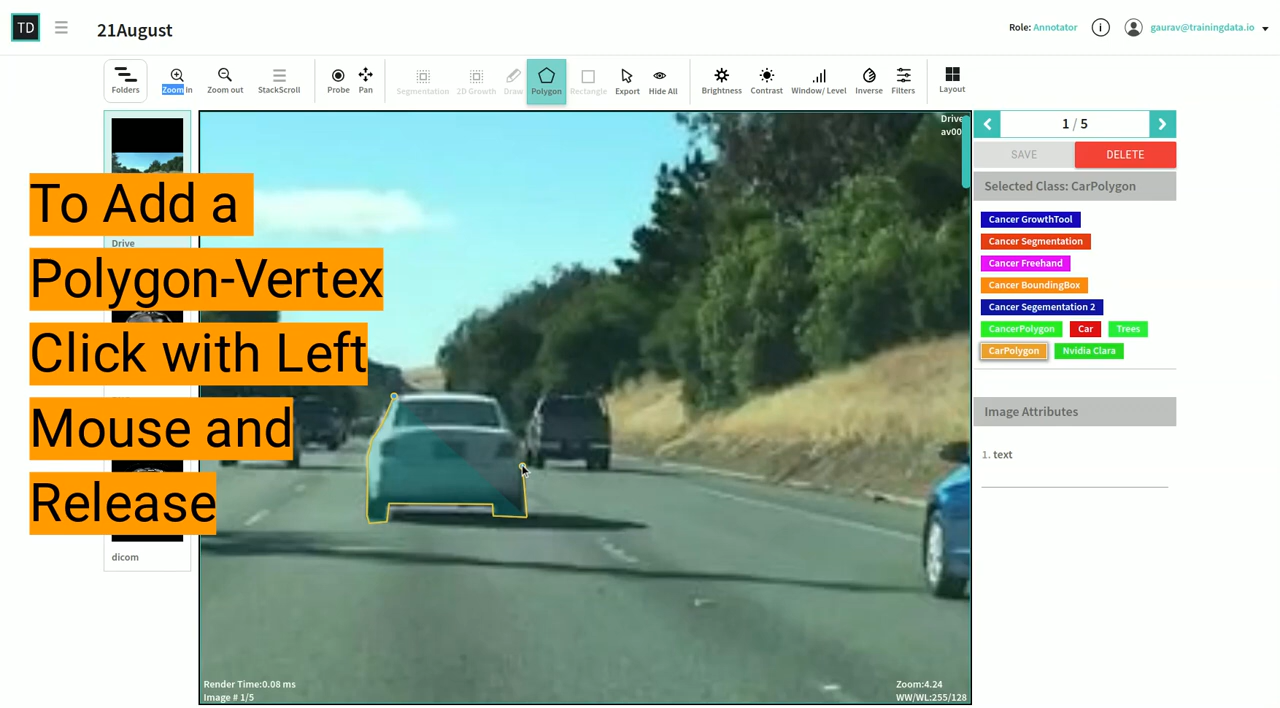 TD
21August
Role: Annotator
gaurav@trainingdata.io
Folders
Zoom in
Zoom out
StackScroll
Probe
Pan
Segmentation
2D Growth
Draw
Polygon
Rectangle
Export
Hide All
Brightness
Contrast
Window/ Level
Inverse
Filters
Layout
Drive
To Add a
Polygon-Vertex
Click with Left
Mouse and
Release
dicom
Drive
Render Time:0.08 ms
Image # 1/5
Zoom:4.24
WW/WL:255/128
1 / 5
SAVE
DELETE
Selected Class: CarPolygon
Cancer GrowthTool
Cancer Segmentation
Cancer Freehand
Cancer BoundingBox
Cancer Segementation 2
CancerPolygon
Car
Trees
CarPolygon
Nvidia Clara
Image Attributes
1. text